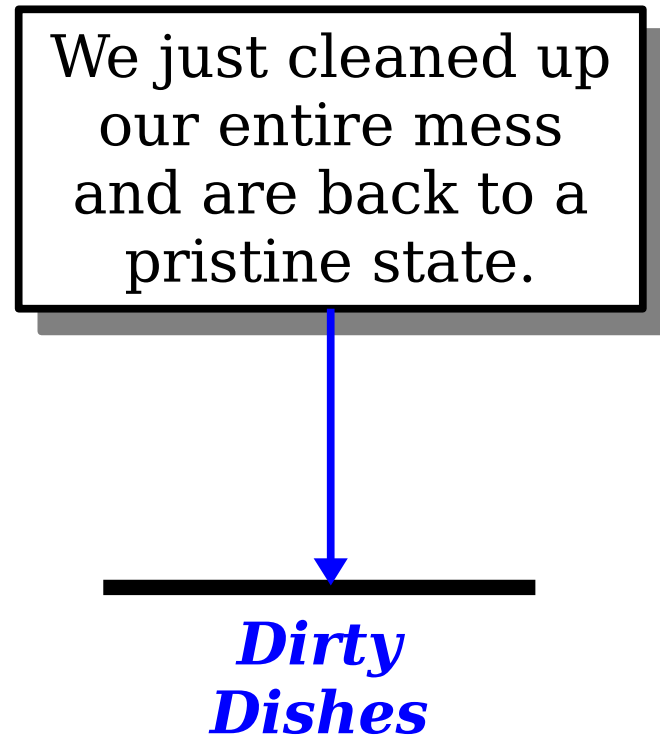 We just cleaned up
our entire mess
and are back to a
pristine state.
Dirty
Dishes